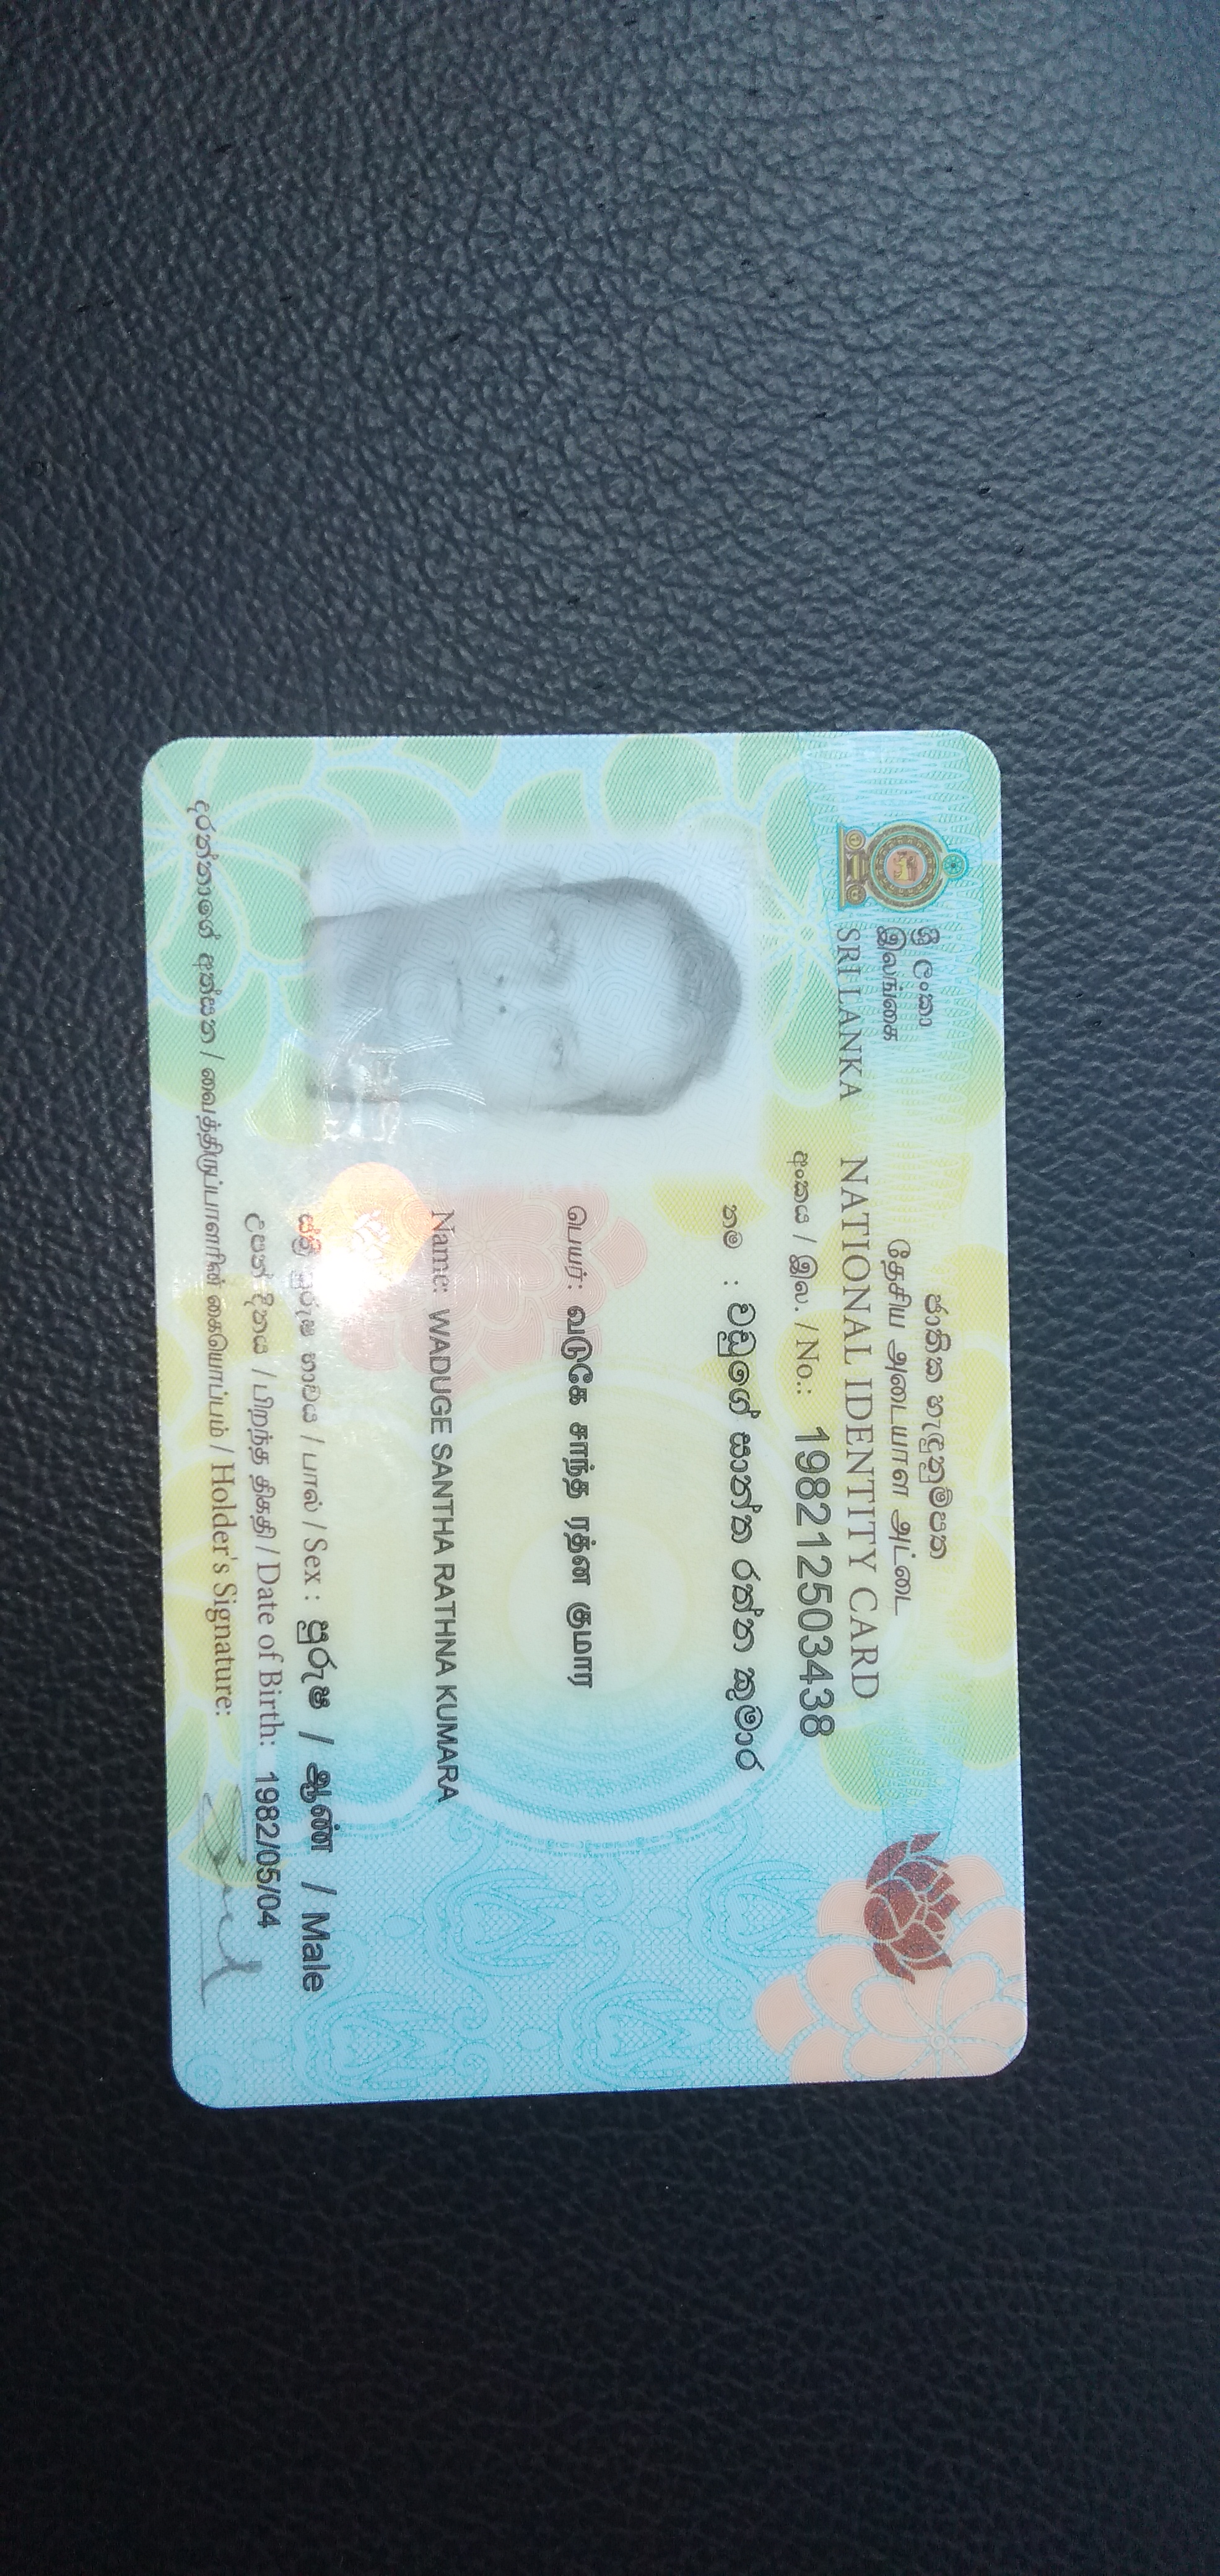 ශ්‍රී ලංකා ජාතික හැඳුනුම්පත
இலங்கை தேசிய அடையாள அட்டை
SRI LANKA NATIONAL IDENTITY CARD
අංකය / இல. / No.: 198212503438
නම : වඩුගේ සාන්ත රත්න කුමාර
பெயர்: வடுகே சாந்த ரத்ன குமார
Name: WADUGE SANTHA RATHNA KUMARA
ස්ත්‍රී පුරුෂ භාවය / பால் / Sex : පුරුෂ / ஆண் / Male
උපන් දිනය / பிறந்த திகதி / Date of Birth: 1982/05/04
දරන්නාගේ අත්සන / வைத்திருப்பாளரின் கையொப்பம் / Holder's Signature: